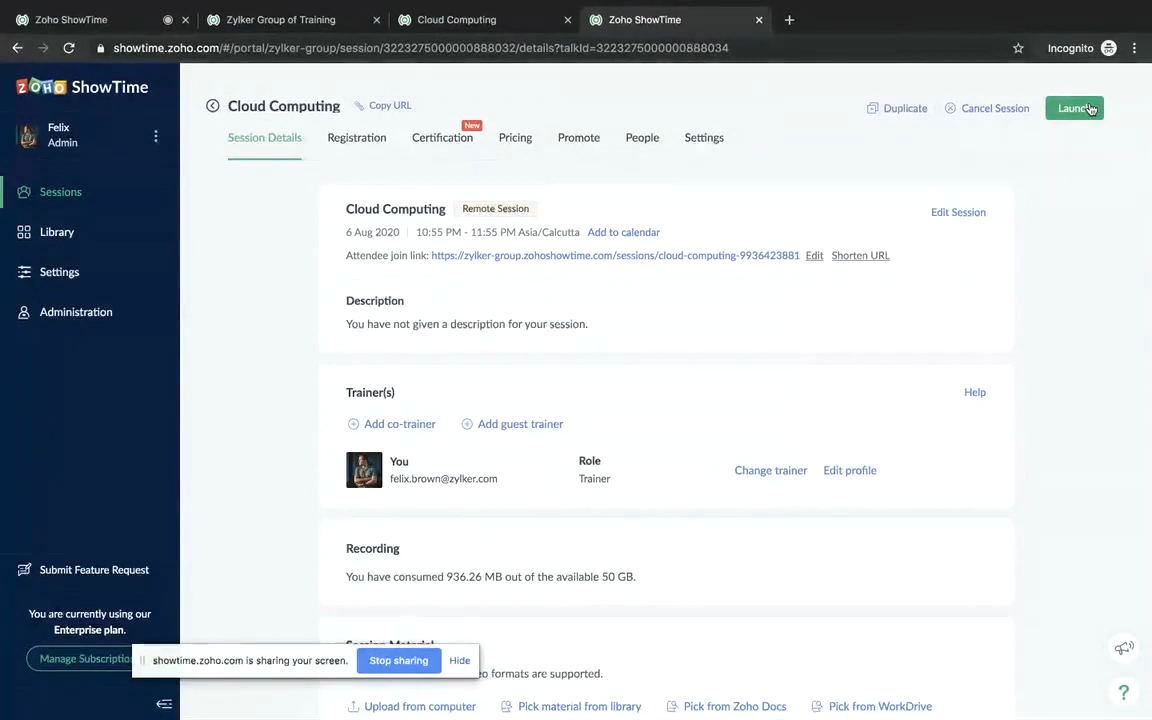 Zoho ShowTime
Zylker Group of Training
Cloud Computing
Zoho ShowTime
showtime.zoho.com/#/portal/zylker-group/session/3223275000000888032/details?talkId=3223275000000888034
Incognito
ZOHO ShowTime
Felix
Admin
Sessions
Library
Settings
Administration
Submit Feature Request
You are currently using our
Enterprise plan.
Manage Subscription
Cloud Computing
Copy URL
Duplicate
Cancel Session
Launch
Session Details
Registration
Certification
New
Pricing
Promote
People
Settings
Cloud Computing
Remote Session
Edit Session
6 Aug 2020 | 10:55 PM - 11:55 PM Asia/Calcutta Add to calendar
Attendee join link: https://zylker-group.zohoshowtime.com/sessions/cloud-computing-9936423881 Edit Shorten URL
Description
You have not given a description for your session.
Trainer(s)
Help
Add co-trainer
Add guest trainer
You
felix.brown@zylker.com
Role
Trainer
Change trainer
Edit profile
Recording
You have consumed 936.26 MB out of the available 50 GB.
Session Material
showtime.zoho.com is sharing your screen.
Stop sharing
Hide
formats are supported.
Upload from computer
Pick material from library
Pick from Zoho Docs
Pick from WorkDrive
?